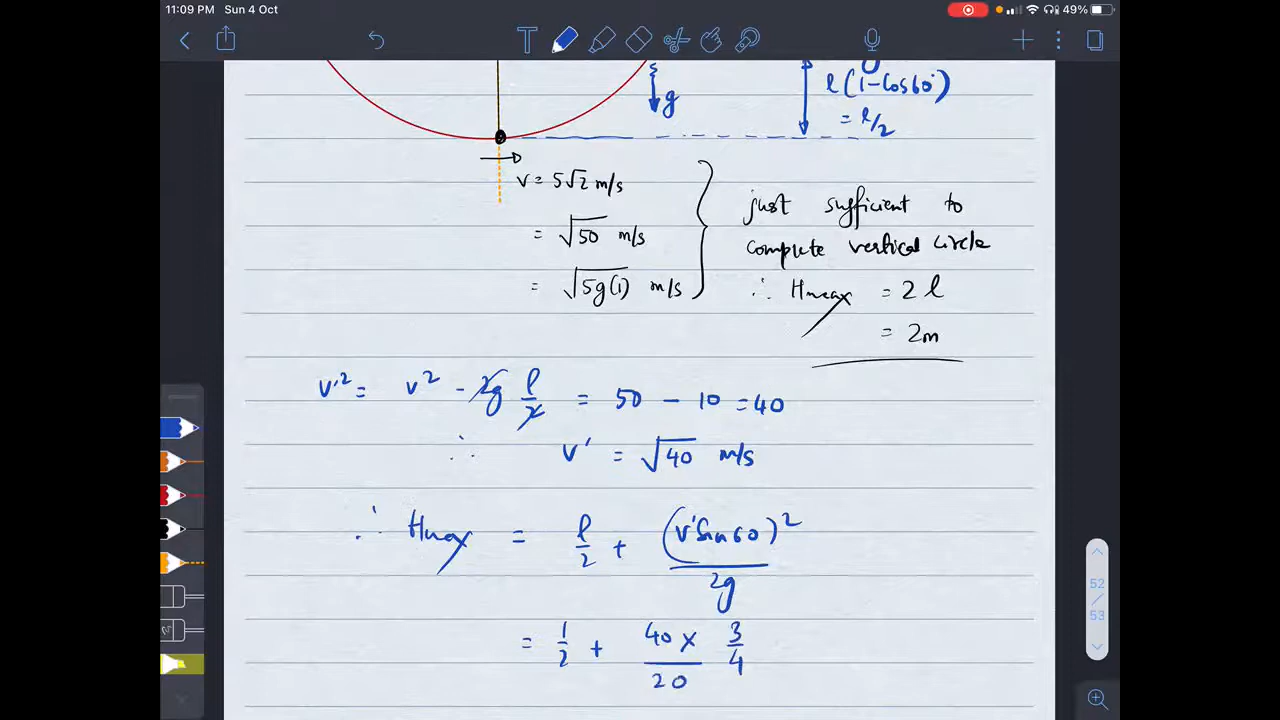 11:09 PM Sun 4 Oct
49%
T
g
l(1-Cos60°)
= l/2
v = 5√2 m/s
= √50 m/s
= √5g(1) m/s
just sufficient to
complete vertical circle
∴ Hmax = 2l
= 2m
v'² = v² - 2g l/2 = 50 - 10 = 40
∴ v' = √40 m/s
∴ Hmax = l/2 + (v'Sin60)²/2g
= 1/2 + 40 x 3/4 / 20
52
/
53